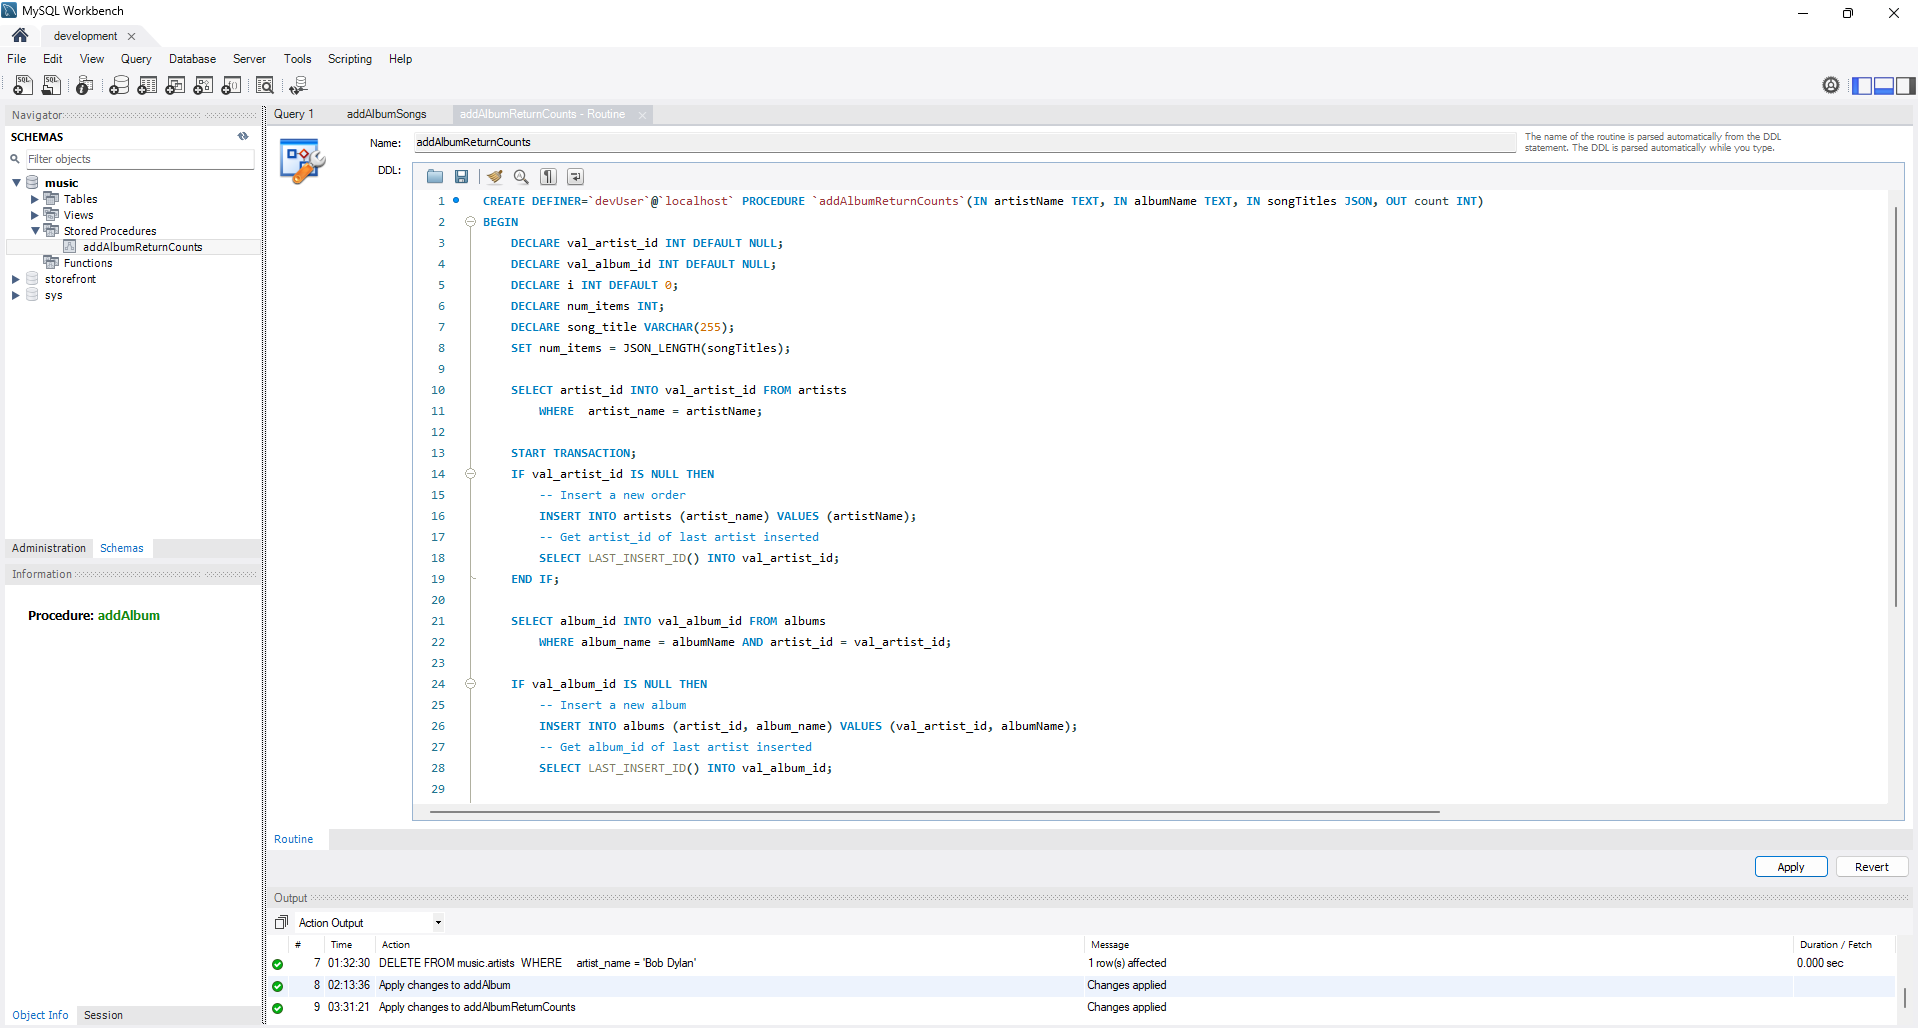 MySQL Workbench
development
File Edit View Query Database Server Tools Scripting Help
Navigator
SCHEMAS
Filter objects
music
Tables
Views
Stored Procedures
addAlbumReturnCounts
Functions
storefront
sys
Administration Schemas
Information
Procedure: addAlbum
Object Info Session
Query 1 addAlbumSongs addAlbumReturnCounts - Routine
Name: addAlbumReturnCounts
The name of the routine is parsed automatically from the DDL
statement. The DDL is parsed automatically while you type.
DDL:
1 CREATE DEFINER=`devUser`@`localhost` PROCEDURE `addAlbumReturnCounts`(IN artistName TEXT, IN albumName TEXT, IN songTitles JSON, OUT count INT)
2 BEGIN
3 DECLARE val_artist_id INT DEFAULT NULL;
4 DECLARE val_album_id INT DEFAULT NULL;
5 DECLARE i INT DEFAULT 0;
6 DECLARE num_items INT;
7 DECLARE song_title VARCHAR(255);
8 SET num_items = JSON_LENGTH(songTitles);
9
10 SELECT artist_id INTO val_artist_id FROM artists
11 WHERE  artist_name = artistName;
12
13 START TRANSACTION;
14 IF val_artist_id IS NULL THEN
15 -- Insert a new order
16 INSERT INTO artists (artist_name) VALUES (artistName);
17 -- Get artist_id of last artist inserted
18 SELECT LAST_INSERT_ID() INTO val_artist_id;
19 END IF;
20
21 SELECT album_id INTO val_album_id FROM albums
22 WHERE album_name = albumName AND artist_id = val_artist_id;
23
24 IF val_album_id IS NULL THEN
25 -- Insert a new album
26 INSERT INTO albums (artist_id, album_name) VALUES (val_artist_id, albumName);
27 -- Get album_id of last artist inserted
28 SELECT LAST_INSERT_ID() INTO val_album_id;
29
Routine
Apply Revert
Output
Action Output
# Time Action Message Duration / Fetch
7 01:32:30 DELETE FROM music.artists WHERE artist_name = 'Bob Dylan' 1 row(s) affected 0.000 sec
8 02:13:36 Apply changes to addAlbum Changes applied
9 03:31:21 Apply changes to addAlbumReturnCounts Changes applied